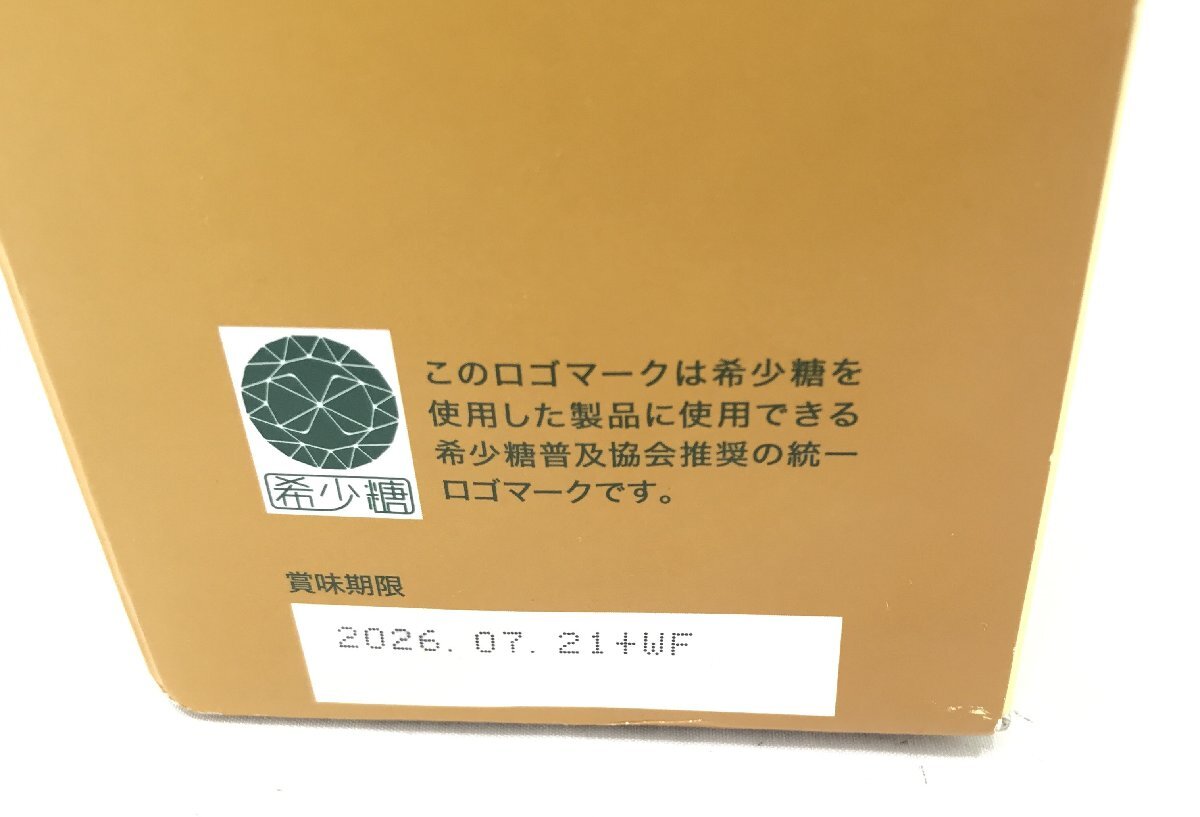 このロゴマークは希少糖を
使用した製品に使用できる
希少糖普及協会推奨の統一
ロゴマークです。
希少糖
賞味期限
2026.07.21+WF